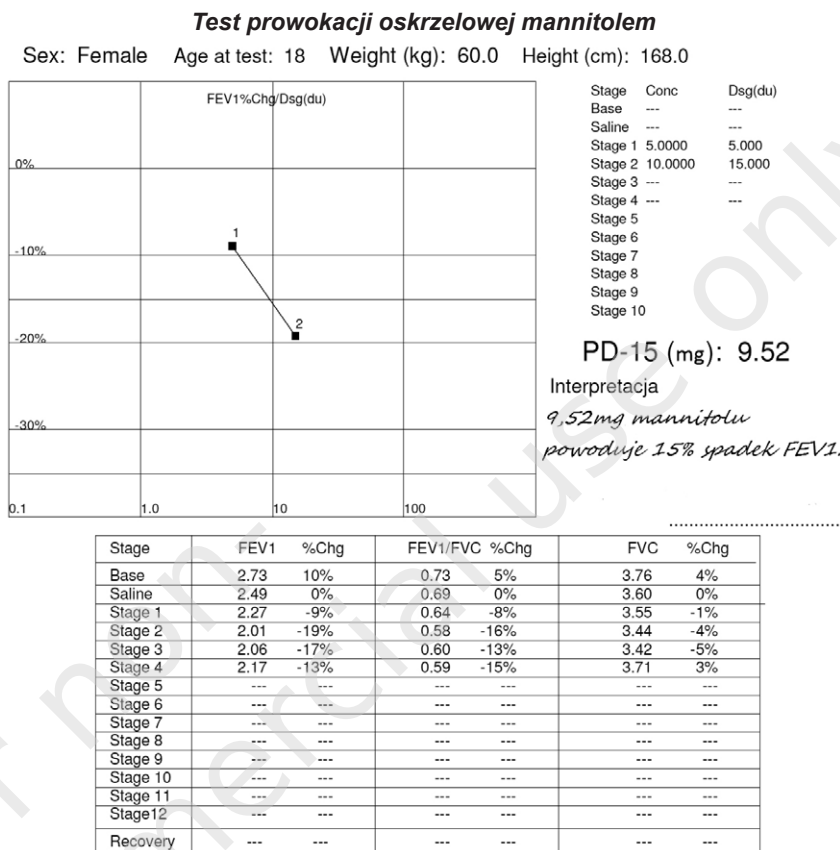 Test prowokacji oskrzelowej mannitolem
Sex: Female Age at test: 18 Weight (kg): 60.0 Height (cm): 168.0
FEV1%Chg/Dsg(du)
0%
-10%
-20%
-30%
1
2
0.1 1.0 10 100
Stage Conc Dsg(du)
Base --- ---
Saline --- ---
Stage 1 5.0000 5.000
Stage 2 10.0000 15.000
Stage 3 --- ---
Stage 4 --- ---
Stage 5
Stage 6
Stage 7
Stage 8
Stage 9
Stage 10
PD-15 (mg): 9.52
Interpretacja
9,52mg mannitolu
powoduje 15% spadek FEV1.
Stage FEV1 %Chg FEV1/FVC %Chg FVC %Chg
Base 2.73 10% 0.73 5% 3.76 4%
Saline 2.49 0% 0.69 0% 3.60 0%
Stage 1 2.27 -9% 0.64 -8% 3.55 -1%
Stage 2 2.01 -19% 0.58 -16% 3.44 -4%
Stage 3 2.06 -17% 0.60 -13% 3.42 -5%
Stage 4 2.17 -13% 0.59 -15% 3.71 3%
Stage 5 --- --- --- --- --- ---
Stage 6 --- --- --- --- --- ---
Stage 7 --- --- --- --- --- ---
Stage 8 --- --- --- --- --- ---
Stage 9 --- --- --- --- --- ---
Stage 10 --- --- --- --- --- ---
Stage 11 --- --- --- --- --- ---
Stage12 --- --- --- --- --- ---
Recovery --- --- --- --- --- ---